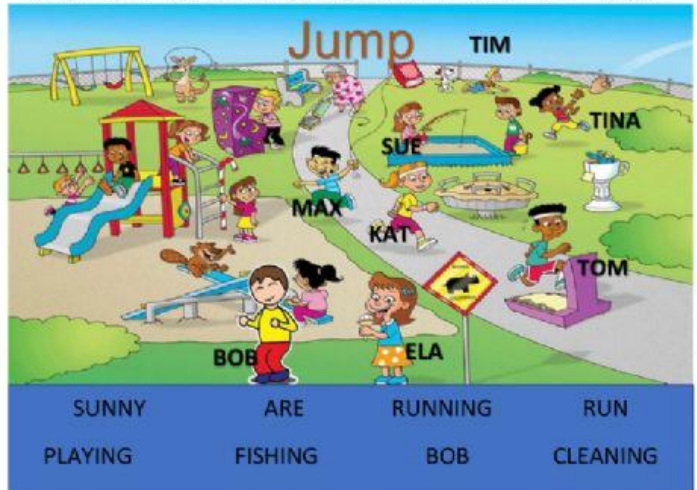 Jump
TIM
TINA
SUE
MAX
KAT
TOM
BOB
ELA
SUNNY ARE RUNNING RUN
PLAYING FISHING BOB CLEANING